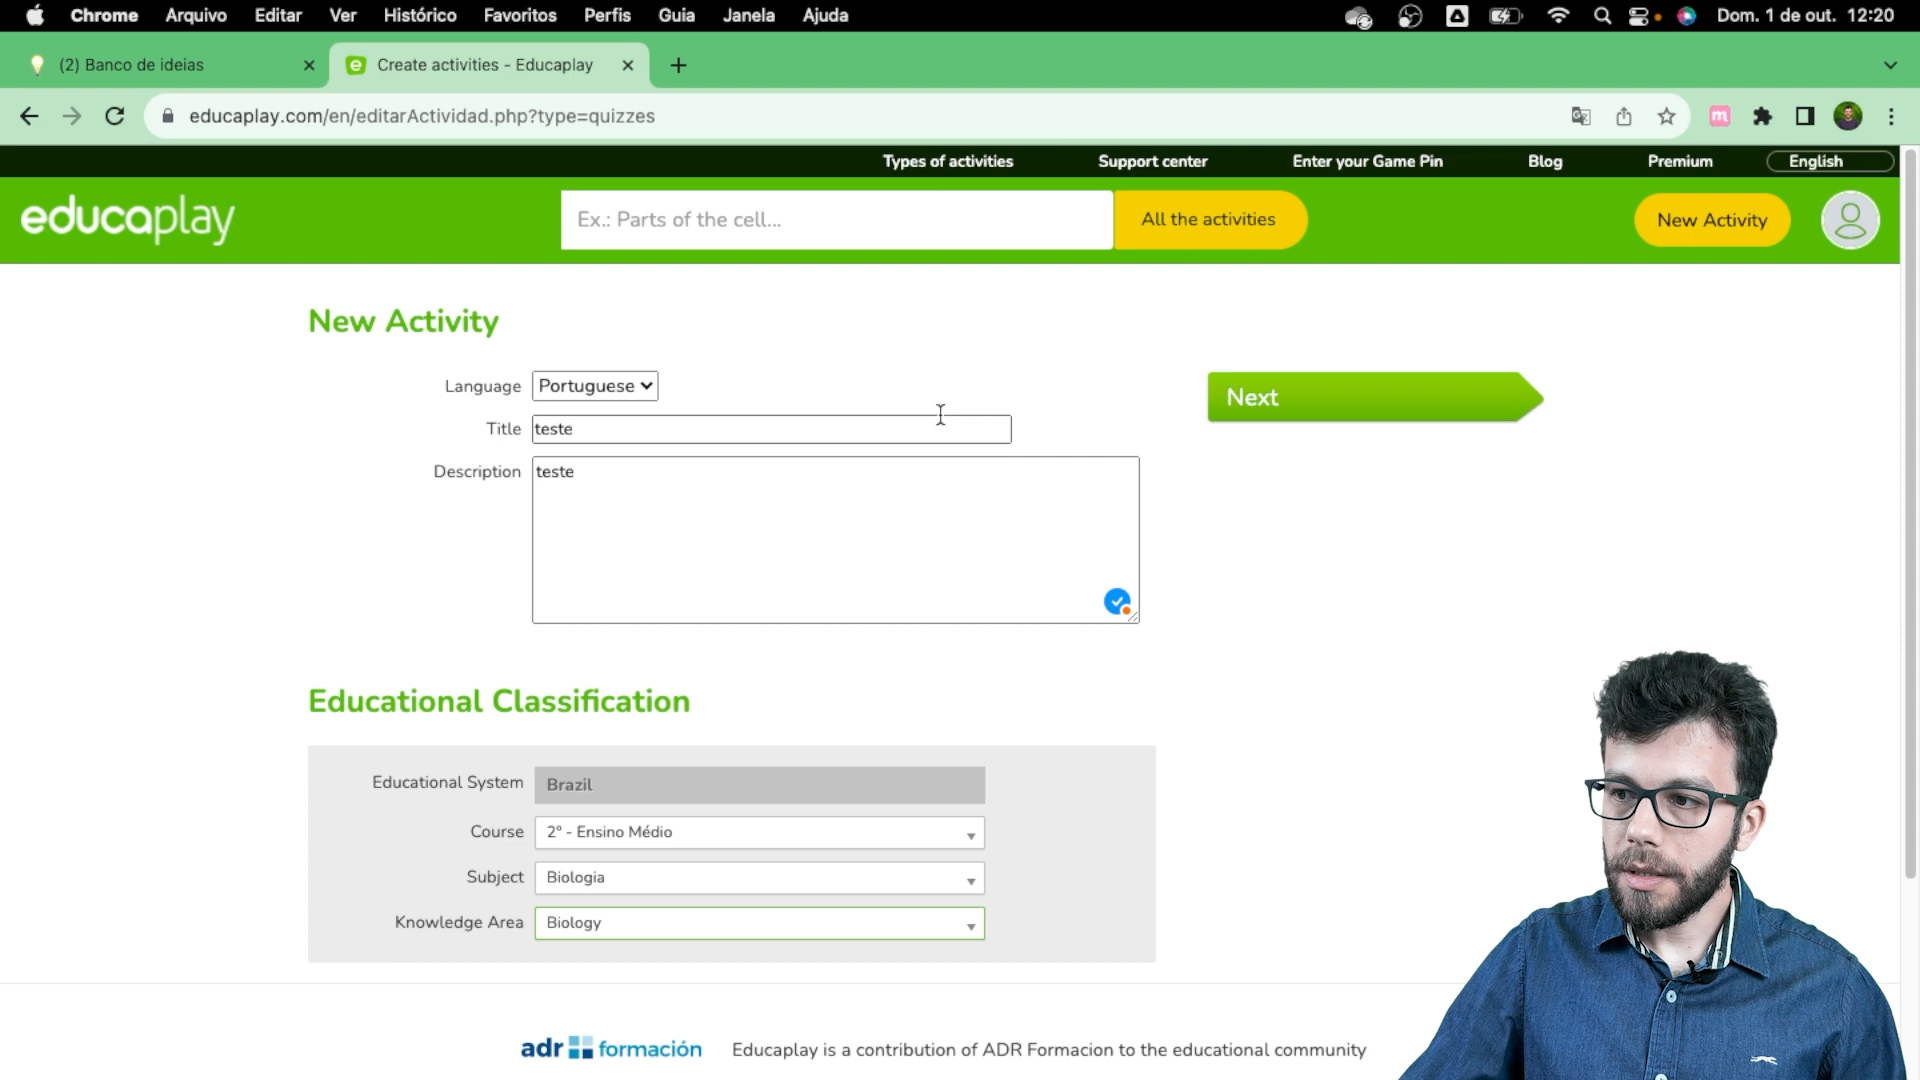 Chrome Arquivo Editar Ver Histórico Favoritos Perfis Guia Janela Ajuda Dom. 1 de out. 12:20
(2) Banco de ideias
Create activities - Educaplay
educaplay.com/en/editarActividad.php?type=quizzes
Types of activities Support center Enter your Game Pin Blog Premium English
educaplay
Ex.: Parts of the cell...
All the activities
New Activity
New Activity
Language Portuguese
Next
Title teste
Description teste
Educational Classification
Educational System Brazil
Course 2º - Ensino Médio
Subject Biologia
Knowledge Area Biology
adr formación Educaplay is a contribution of ADR Formacion to the educational community